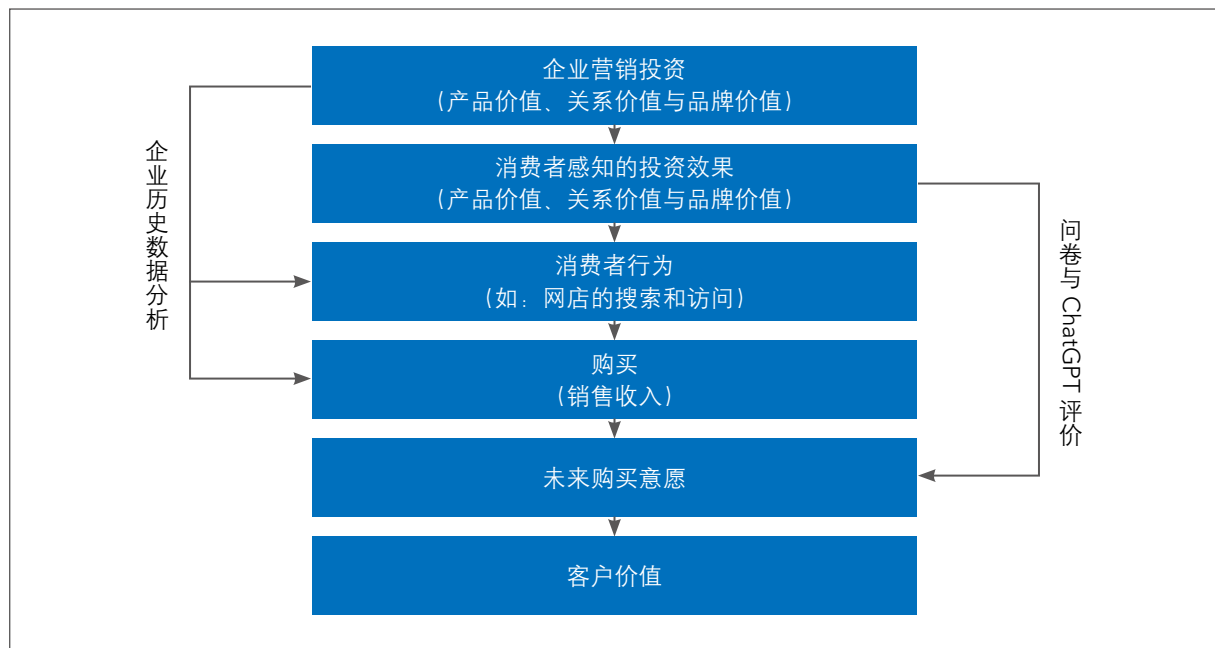 企业营销投资
（产品价值、关系价值与品牌价值）
消费者感知的投资效果
（产品价值、关系价值与品牌价值）
消费者行为
（如：网店的搜索和访问）
购买
（销售收入）
未来购买意愿
客户价值
企业历史数据分析
问卷与 ChatGPT 评价